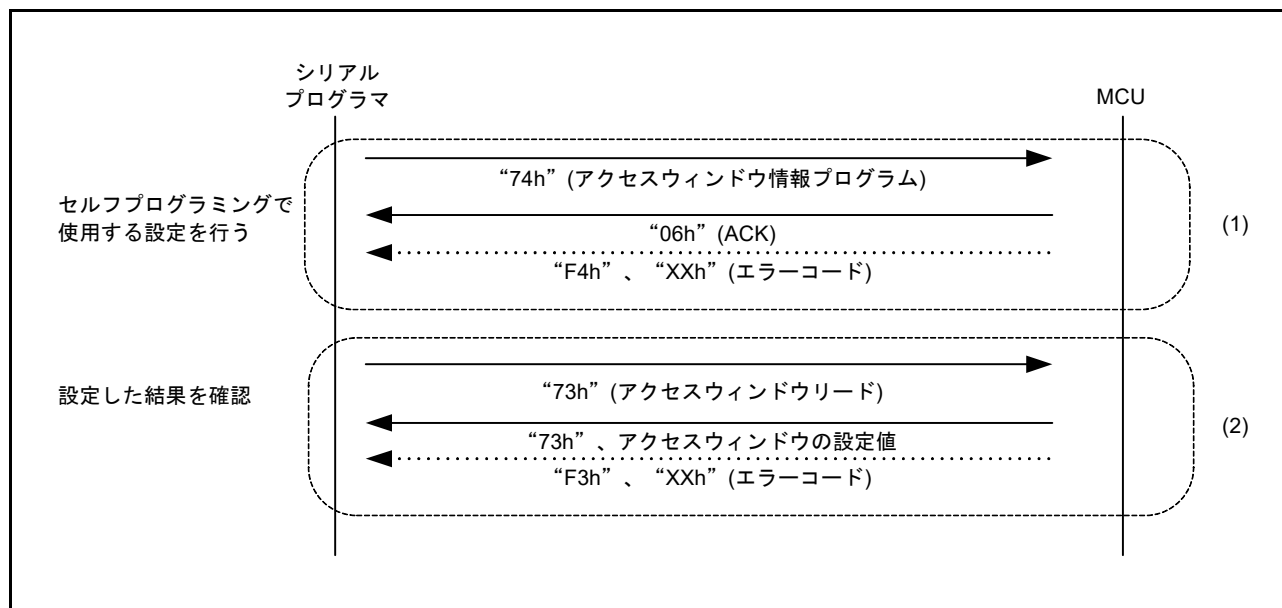 シリアル
プログラマ
MCU
“74h” (アクセスウィンドウ情報プログラム)
セルフプログラミングで
使用する設定を行う
(1)
“06h” (ACK)
“F4h” 、 “XXh” (エラーコード)
設定した結果を確認
“73h” (アクセスウィンドウリード)
(2)
“73h” 、アクセスウィンドウの設定値
“F3h” 、 “XXh” (エラーコード)